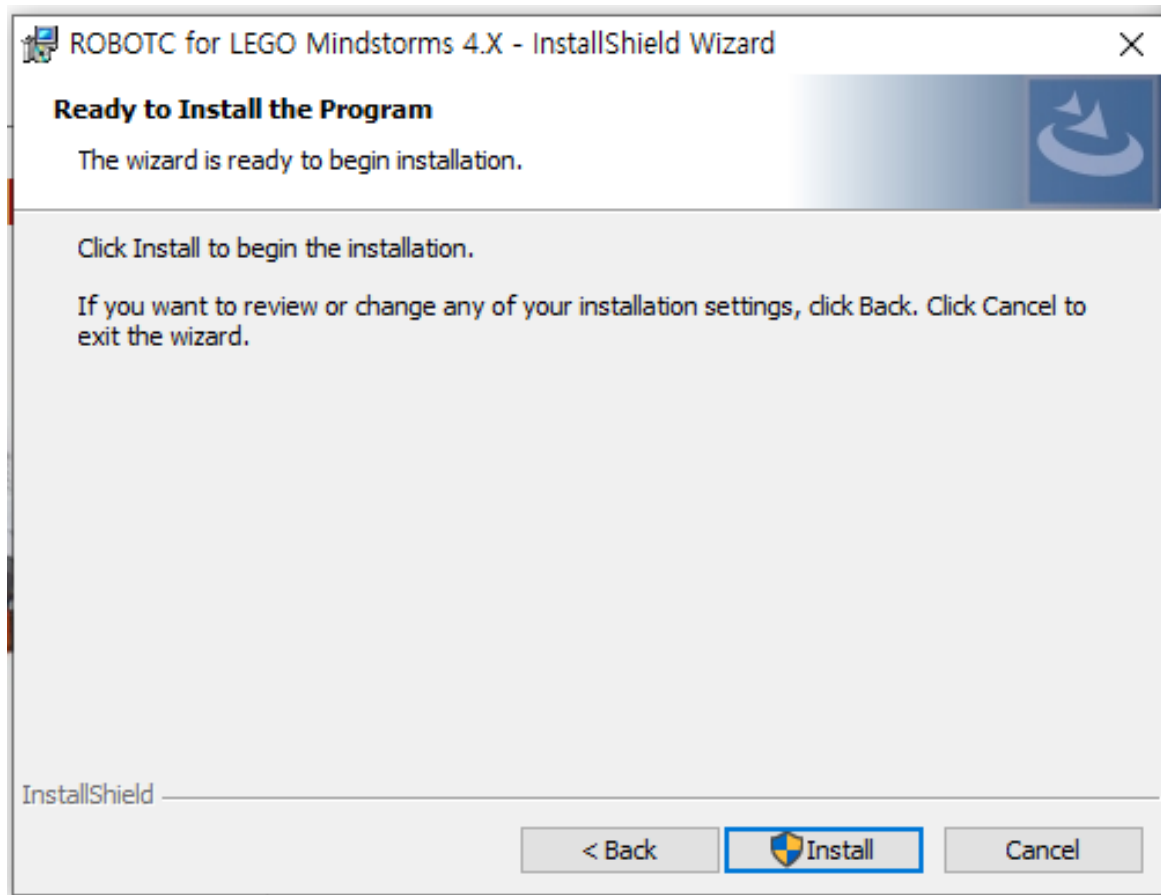 ROBOTC for LEGO Mindstorms 4.X - InstallShield Wizard
Ready to Install the Program
The wizard is ready to begin installation.
Click Install to begin the installation.
If you want to review or change any of your installation settings, click Back. Click Cancel to
exit the wizard.
InstallShield
< Back Install Cancel